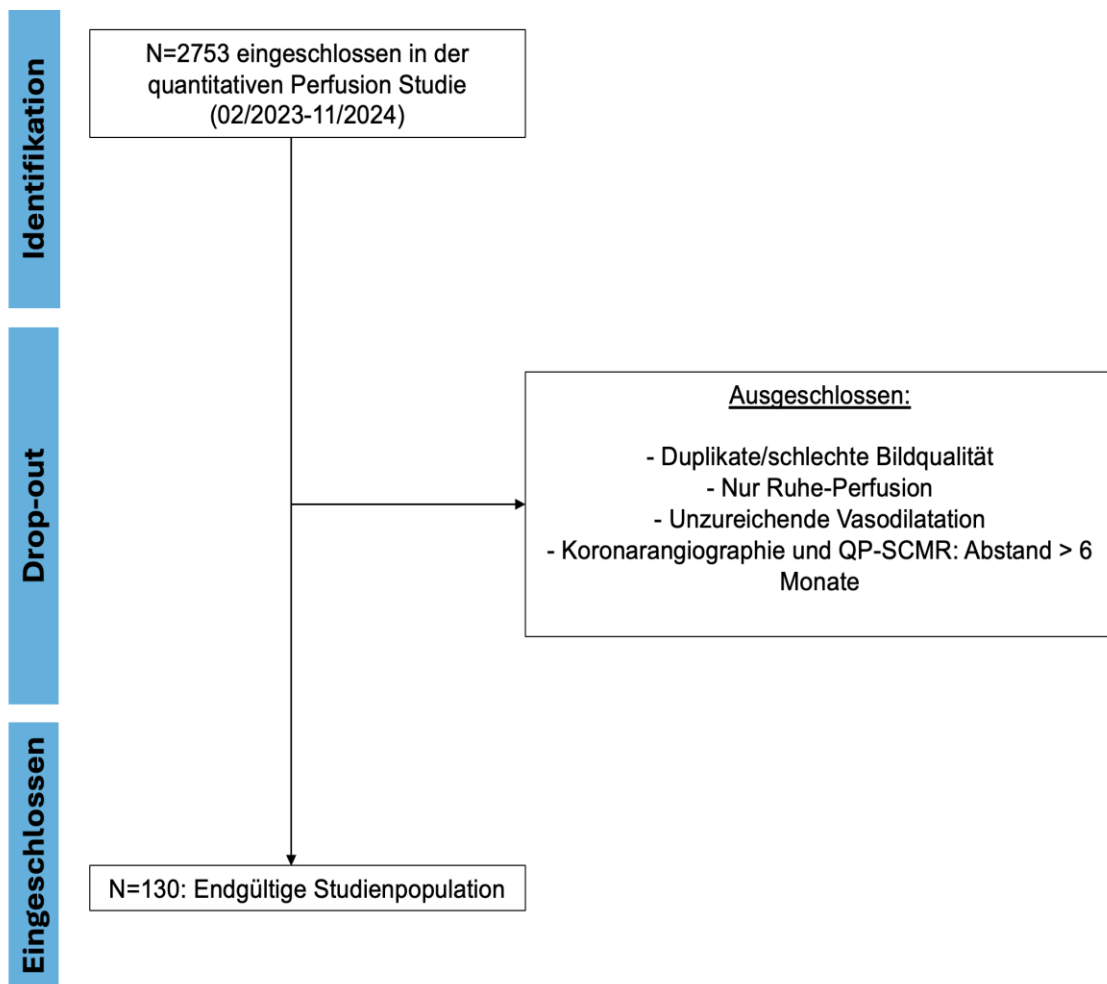 Identifikation
N=2753 eingeschlossen in der
quantitativen Perfusion Studie
(02/2023-11/2024)
Drop-out
Ausgeschlossen:
- Duplikate/schlechte Bildqualität
- Nur Ruhe-Perfusion
- Unzureichende Vasodilatation
- Koronarangiographie und QP-SCMR: Abstand > 6
Monate
Eingeschlossen
N=130: Endgültige Studienpopulation